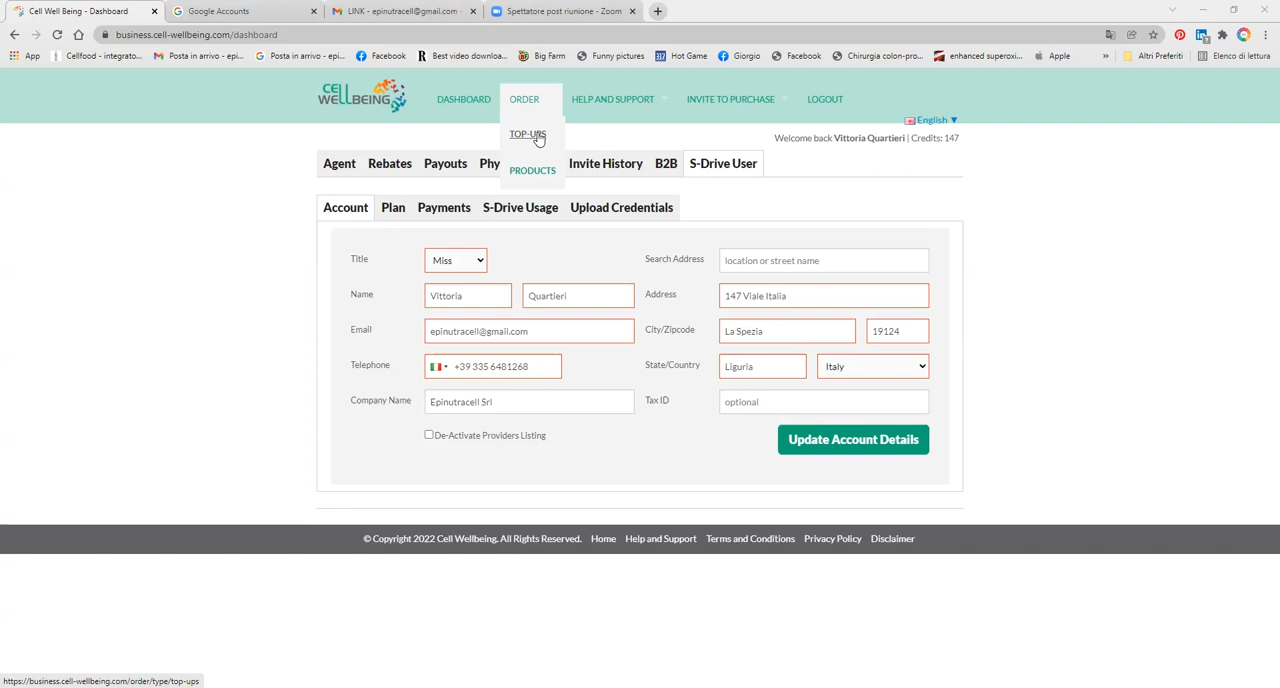 Cell Well Being - Dashboard
Google Accounts
LINK - epinutracell@gmail.com -
Spettatore post riunione - Zoom
business.cell-wellbeing.com/dashboard
App
Cellfood - integrato...
Posta in arrivo - epi...
Posta in arrivo - epi...
Facebook
Best video downloa...
Big Farm
Funny pictures
Hot Game
Giorgio
Facebook
Chirurgia colon-pro...
enhanced superoxi...
Apple
»
Altri Preferiti
Elenco di lettura
CELL WELLBEING
DASHBOARD
ORDER
HELP AND SUPPORT
INVITE TO PURCHASE
LOGOUT
English ▼
TOP-UPS
PRODUCTS
Welcome back Vittoria Quartieri | Credits: 147
Agent
Rebates
Payouts
Phy
Invite History
B2B
S-Drive User
Account
Plan
Payments
S-Drive Usage
Upload Credentials
Title
Miss
Search Address
location or street name
Name
Vittoria
Quartieri
Address
147 Viale Italia
Email
epinutracell@gmail.com
City/Zipcode
La Spezia
19124
Telephone
+39 335 6481268
State/Country
Liguria
Italy
Company Name
Epinutracell Srl
Tax ID
optional
De-Activate Providers Listing
Update Account Details
© Copyright 2022 Cell Wellbeing. All Rights Reserved.
Home
Help and Support
Terms and Conditions
Privacy Policy
Disclaimer
https://business.cell-wellbeing.com/order/type/top-ups